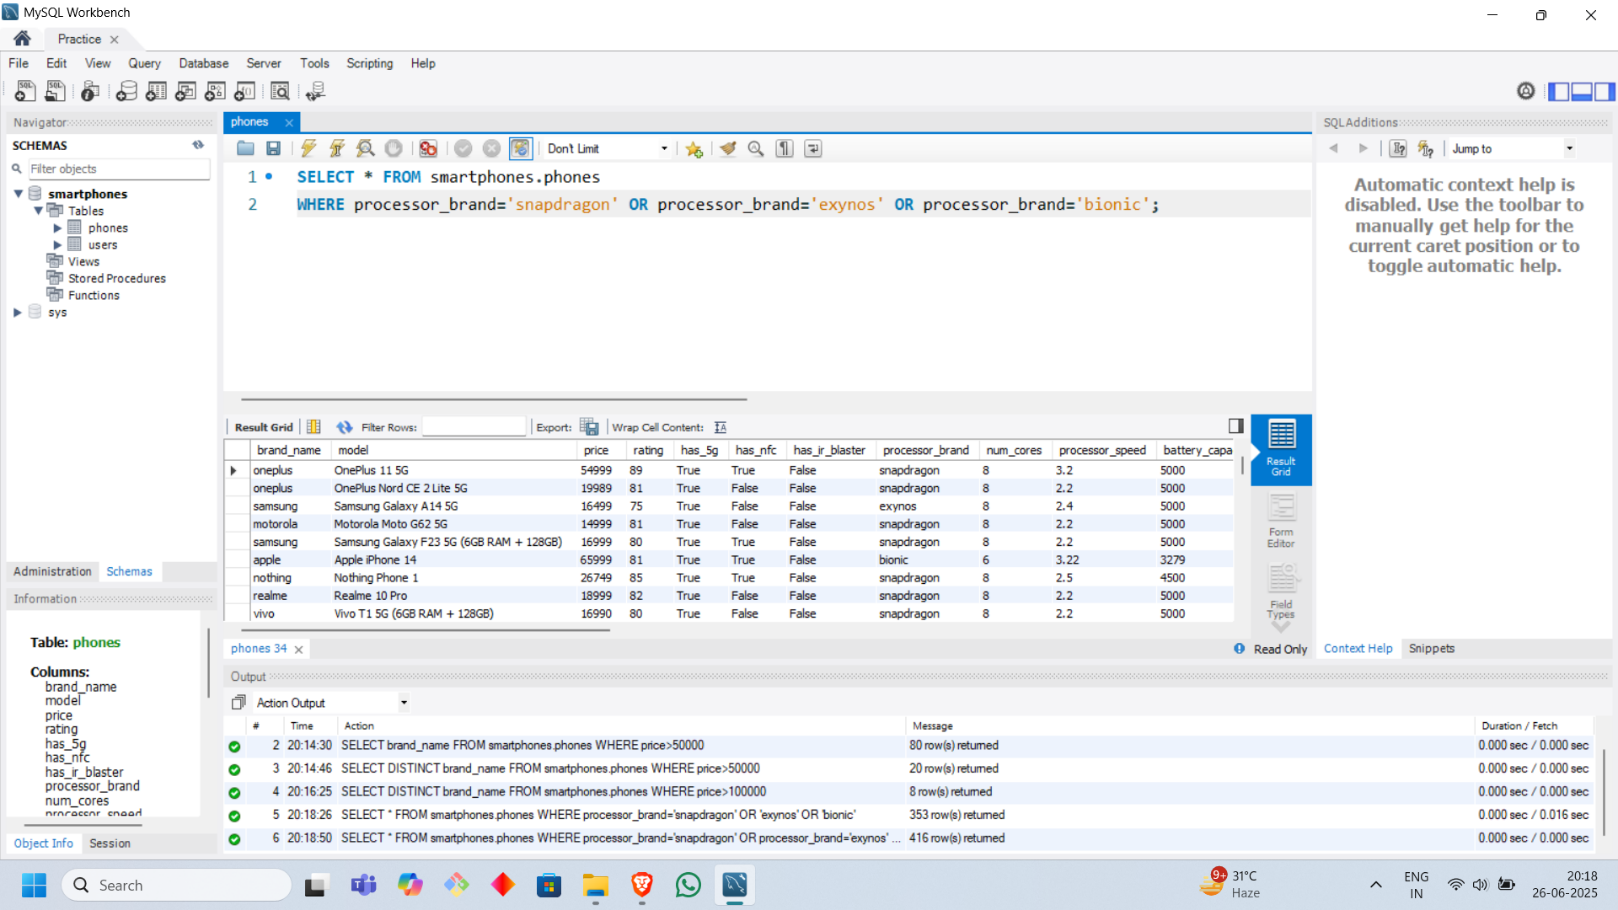 MySQL Workbench
Practice
File Edit View Query Database Server Tools Scripting Help
Navigator
SCHEMAS
Filter objects
smartphones
Tables
phones
users
Views
Stored Procedures
Functions
sys
Administration Schemas
Information
Table: phones
Columns:
brand_name
model
price
rating
has_5g
has_nfc
has_ir_blaster
processor_brand
num_cores
processor_speed
Object Info Session
phones
Don't Limit
1 SELECT * FROM smartphones.phones
2 WHERE processor_brand='snapdragon' OR processor_brand='exynos' OR processor_brand='bionic';
Result Grid Filter Rows: Export: Wrap Cell Content:
brand_name model price rating has_5g has_nfc has_ir_blaster processor_brand num_cores processor_speed battery_capa
oneplus OnePlus 11 5G 54999 89 True True False snapdragon 8 3.2 5000
oneplus OnePlus Nord CE 2 Lite 5G 19989 81 True False False snapdragon 8 2.2 5000
samsung Samsung Galaxy A14 5G 16499 75 True False False exynos 8 2.4 5000
motorola Motorola Moto G62 5G 14999 81 True False False snapdragon 8 2.2 5000
samsung Samsung Galaxy F23 5G (6GB RAM + 128GB) 16999 80 True True False snapdragon 8 2.2 5000
apple Apple iPhone 14 65999 81 True True False bionic 6 3.22 3279
nothing Nothing Phone 1 26749 85 True True False snapdragon 8 2.5 4500
realme Realme 10 Pro 18999 82 True False False snapdragon 8 2.2 5000
vivo Vivo T1 5G (6GB RAM + 128GB) 16990 80 True False False snapdragon 8 2.2 5000
Result
Grid
Form
Editor
Field
Types
phones 34
Read Only
SQLAdditions
Jump to
Automatic context help is
disabled. Use the toolbar to
manually get help for the
current caret position or to
toggle automatic help.
Context Help Snippets
Output
Action Output
# Time Action Message Duration / Fetch
2 20:14:30 SELECT brand_name FROM smartphones.phones WHERE price>50000 80 row(s) returned 0.000 sec / 0.000 sec
3 20:14:46 SELECT DISTINCT brand_name FROM smartphones.phones WHERE price>50000 20 row(s) returned 0.000 sec / 0.000 sec
4 20:16:25 SELECT DISTINCT brand_name FROM smartphones.phones WHERE price>100000 8 row(s) returned 0.000 sec / 0.000 sec
5 20:18:26 SELECT * FROM smartphones.phones WHERE processor_brand='snapdragon' OR 'exynos' OR 'bionic' 353 row(s) returned 0.000 sec / 0.016 sec
6 20:18:50 SELECT * FROM smartphones.phones WHERE processor_brand='snapdragon' OR processor_brand='exynos' ... 416 row(s) returned 0.000 sec / 0.000 sec
Search
9+
31°C
Haze
ENG
IN
20:18
26-06-2025